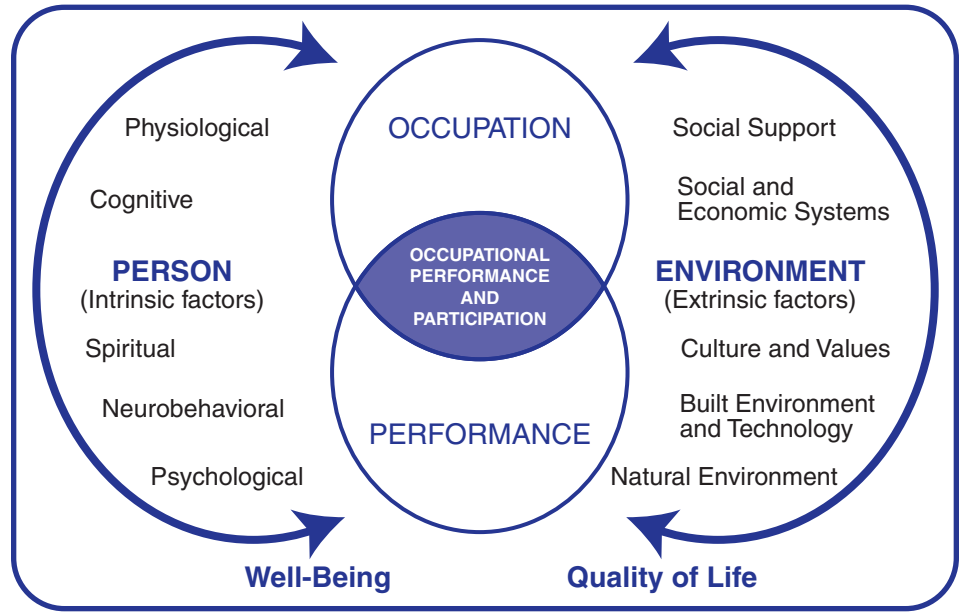 Physiological
Cognitive
PERSON
(Intrinsic factors)
Spiritual
Neurobehavioral
Psychological
OCCUPATION
OCCUPATIONAL
PERFORMANCE
AND
PARTICIPATION
PERFORMANCE
Social Support
Social and
Economic Systems
ENVIRONMENT
(Extrinsic factors)
Culture and Values
Built Environment
and Technology
Natural Environment
Well-Being
Quality of Life